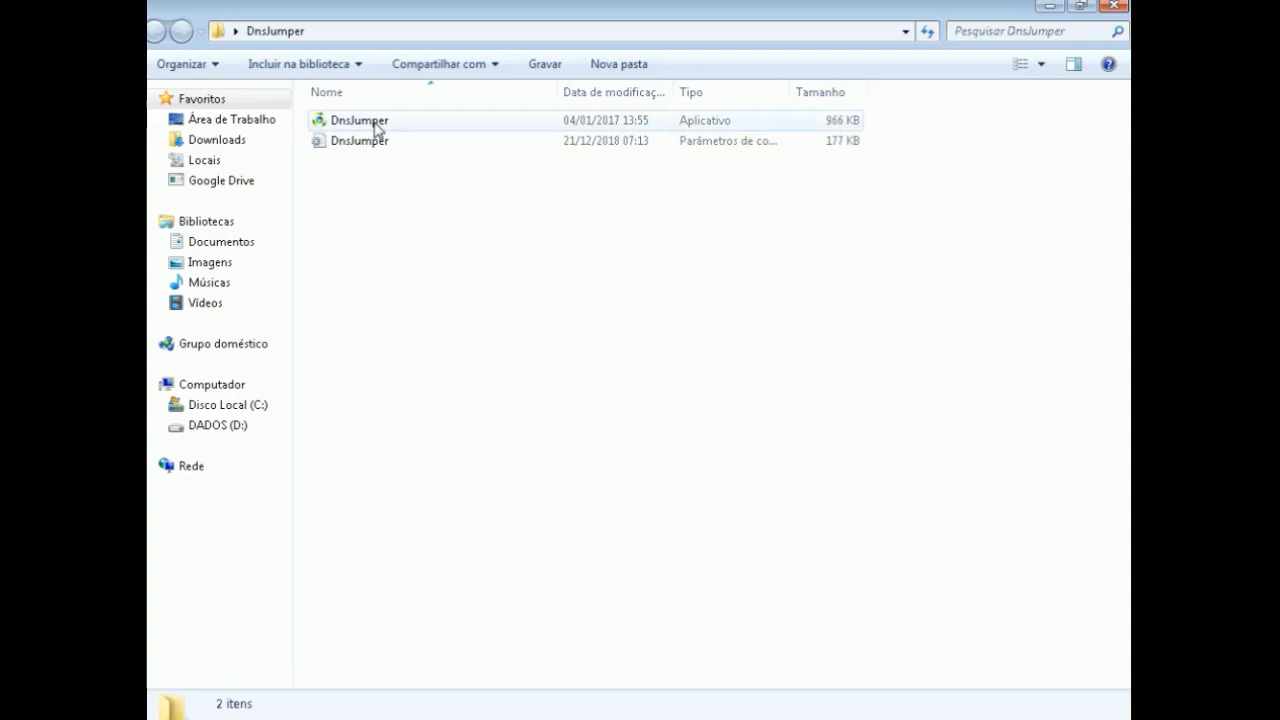 DnsJumper
Pesquisar DnsJumper
Organizar Incluir na biblioteca Compartilhar com Gravar Nova pasta
Nome Data de modificaç... Tipo Tamanho
Favoritos
Área de Trabalho
Downloads
Locais
Google Drive
Bibliotecas
Documentos
Imagens
Músicas
Vídeos
Grupo doméstico
Computador
Disco Local (C:)
DADOS (D:)
Rede
DnsJumper 04/01/2017 13:55 Aplicativo 966 KB
DnsJumper 21/12/2018 07:13 Parâmetros de co... 177 KB
2 itens